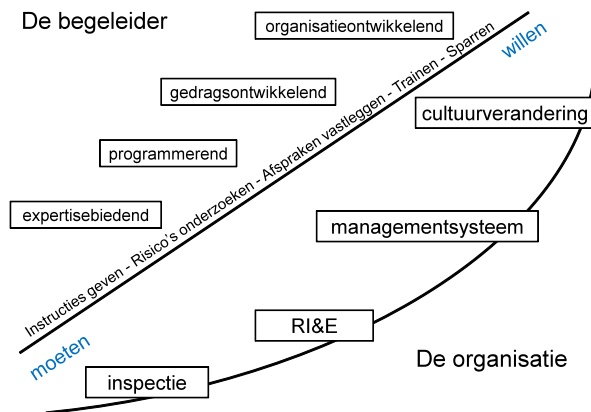 De begeleider
organisatieontwikkelend
willen
gedragsontwikkelend
cultuurverandering
programmerend
Instructies geven - Risico's onderzoeken - Afspraken vastleggen - Trainen - Sparren
expertisebiedend
managementsysteem
RI&E
moeten
De organisatie
inspectie